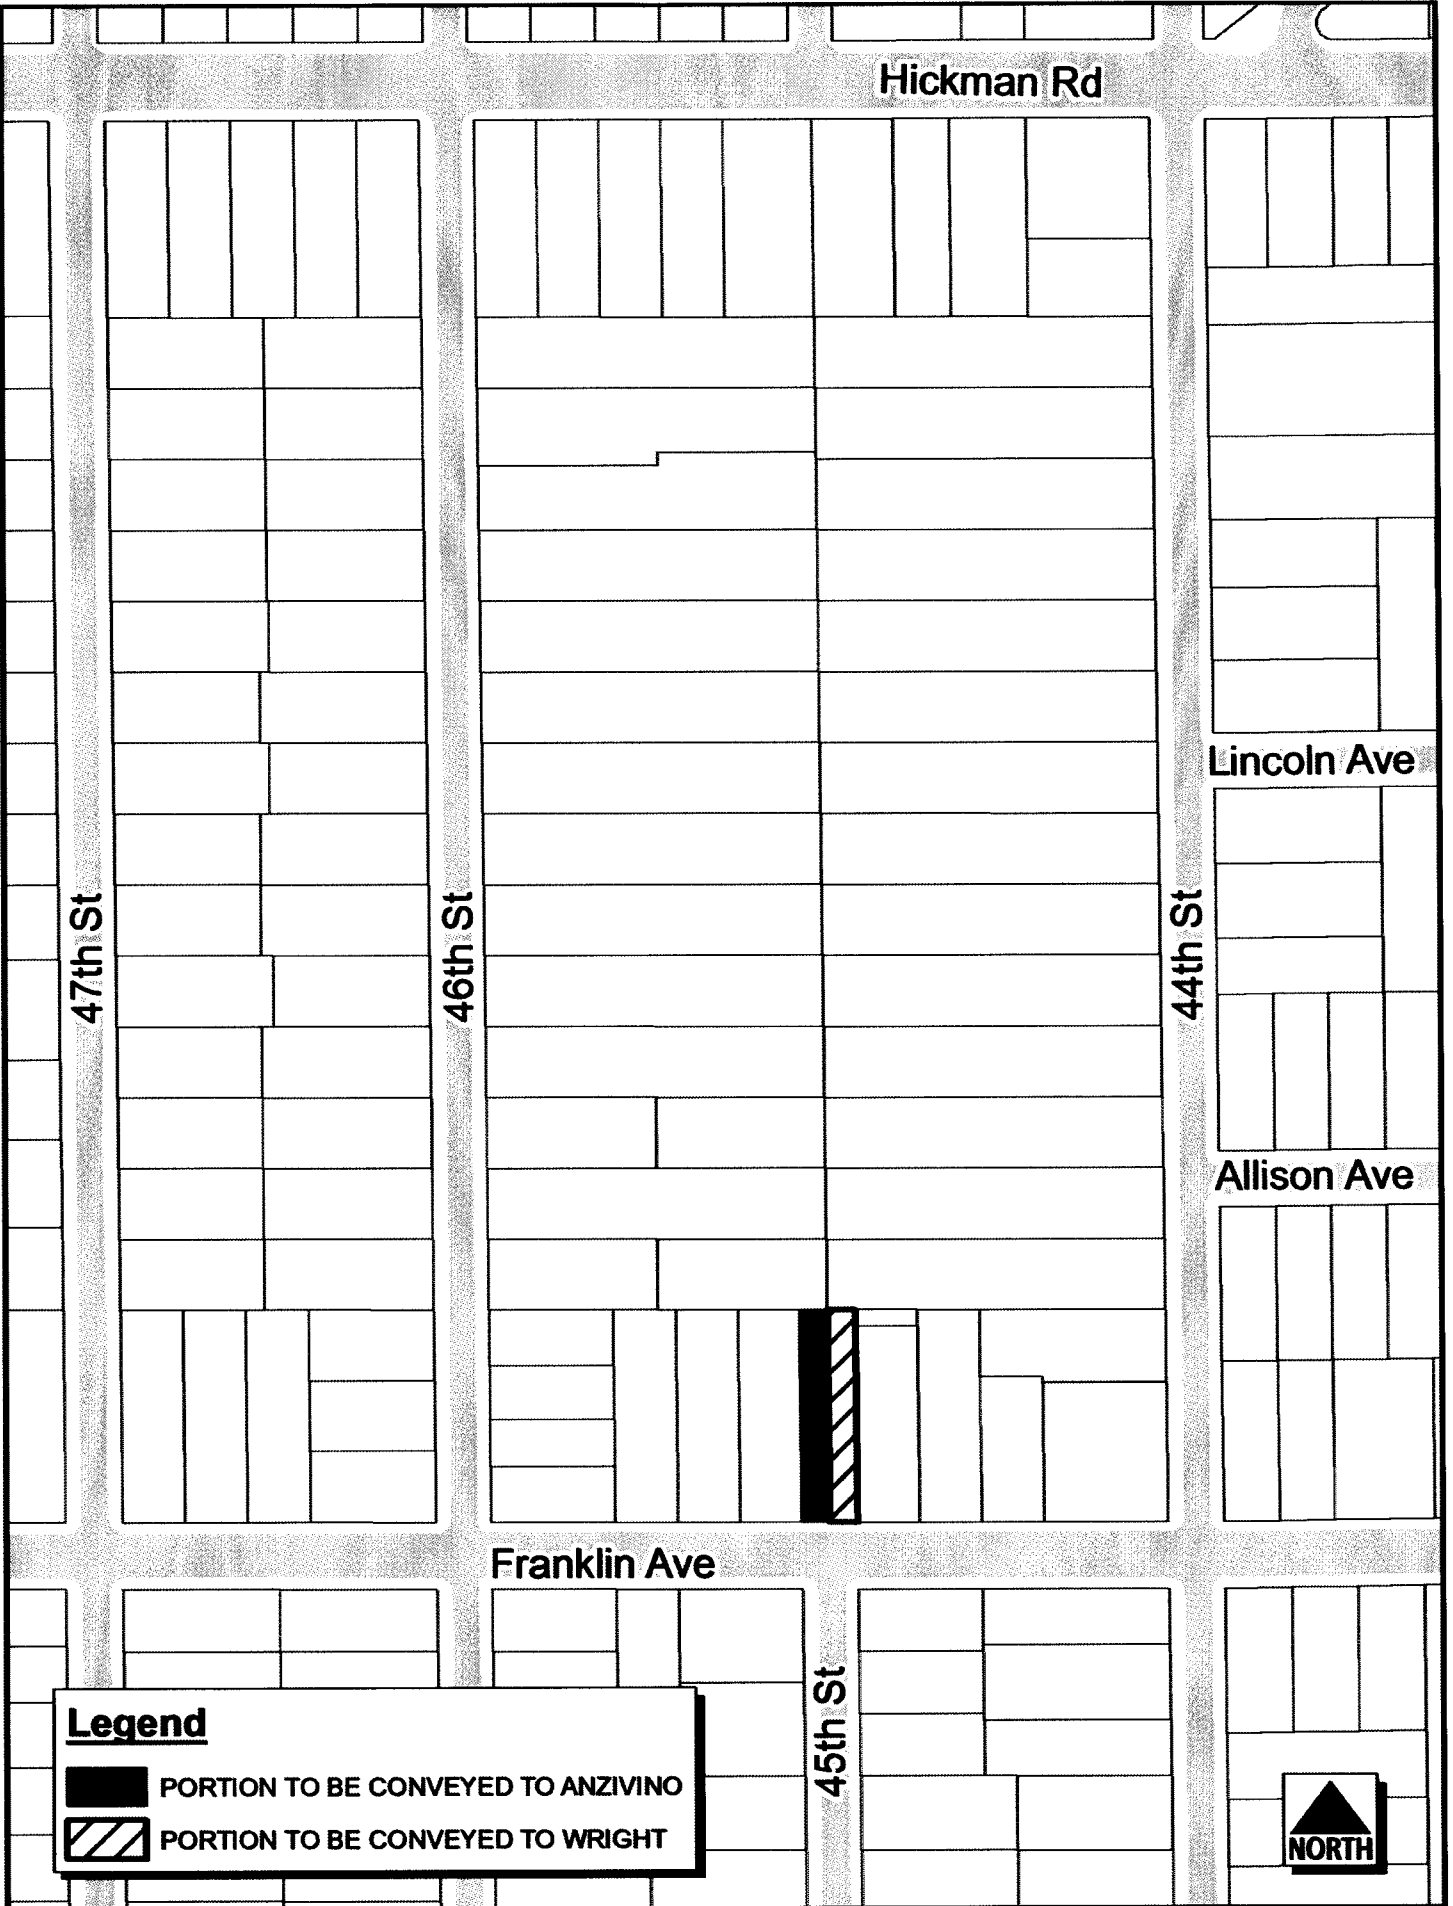 Hickman Rd
Lincoln Ave
47th St
46th St
44th St
Allison Ave
Franklin Ave
45th St
Legend
PORTION TO BE CONVEYED TO ANZIVINO
PORTION TO BE CONVEYED TO WRIGHT
NORTH